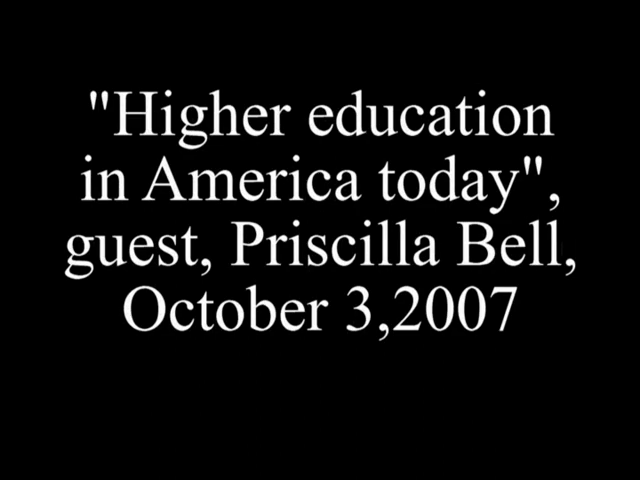 "Higher education
in America today",
guest, Priscilla Bell,
October 3,2007